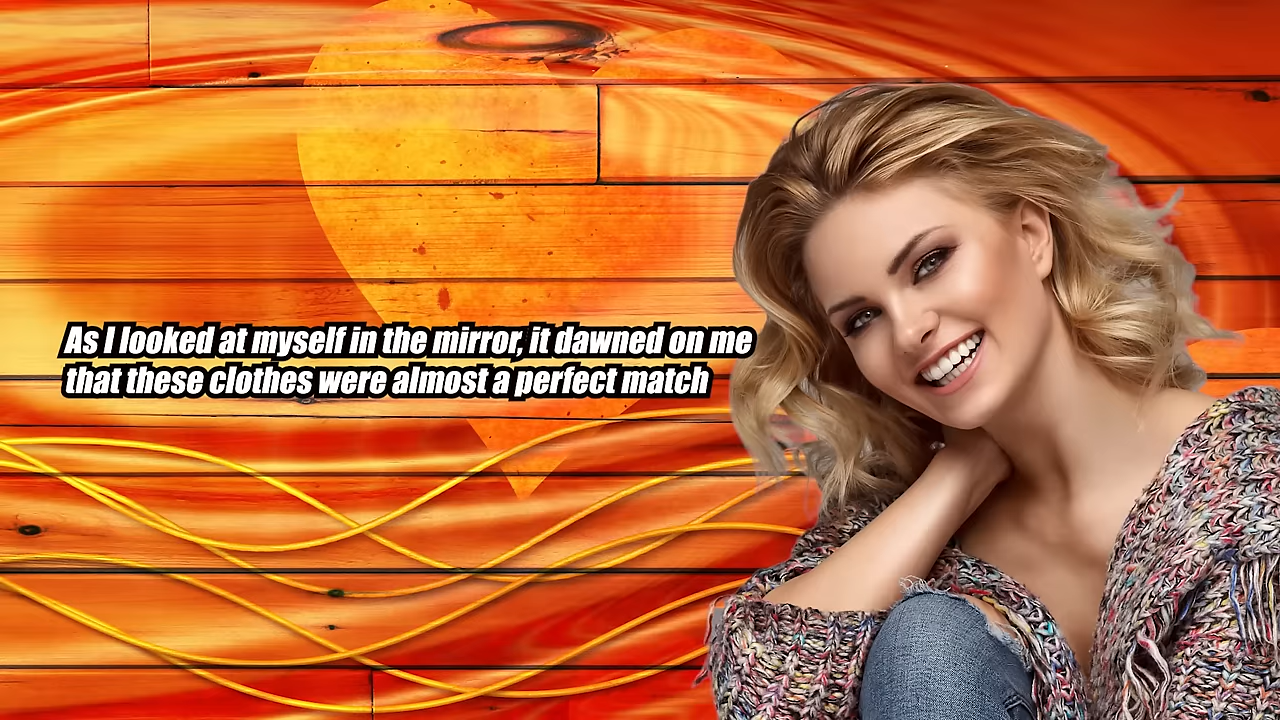 As I looked at myself in the mirror, it dawned on me
that these clothes were almost a perfect match